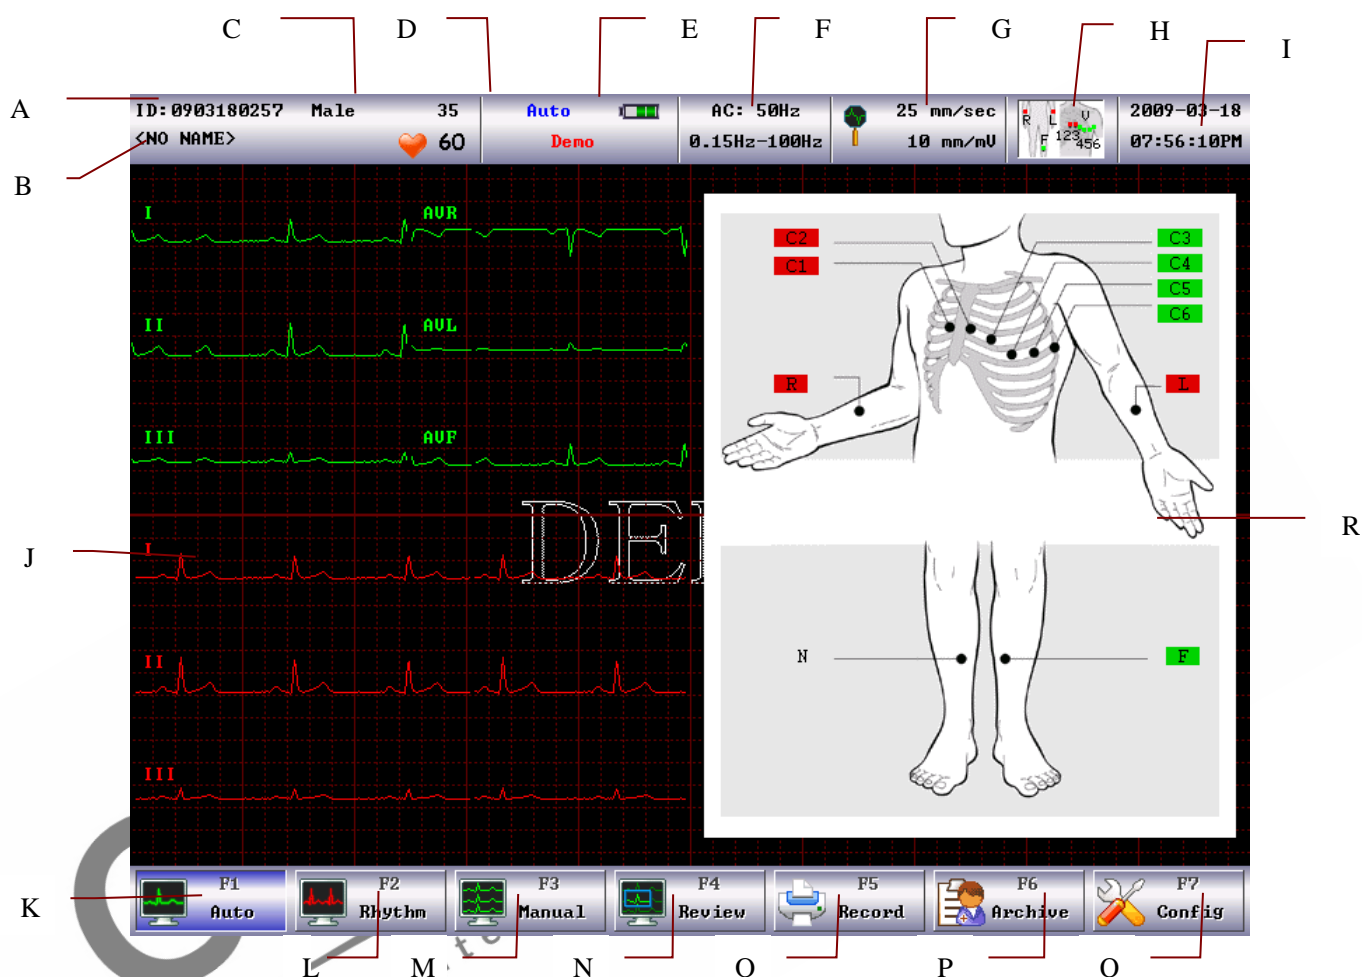 C D E F G H I
A B
ID:0903180257 Male 35
<NO NAME> 60
Auto
Demo
AC: 50Hz
0.15Hz-100Hz
25 mm/sec
10 mm/mV
R L V
123
F 456
2009-03-18
07:56:10PM
I AVR
II AVL
III AVF
I
II
III
DE
C2 C3
C1 C4
C5
C6
R L
N F
J R
F1 F2 F3 F4 F5 F6 F7
Auto Rhythm Manual Review Record Archive Config
K
L M N O P Q